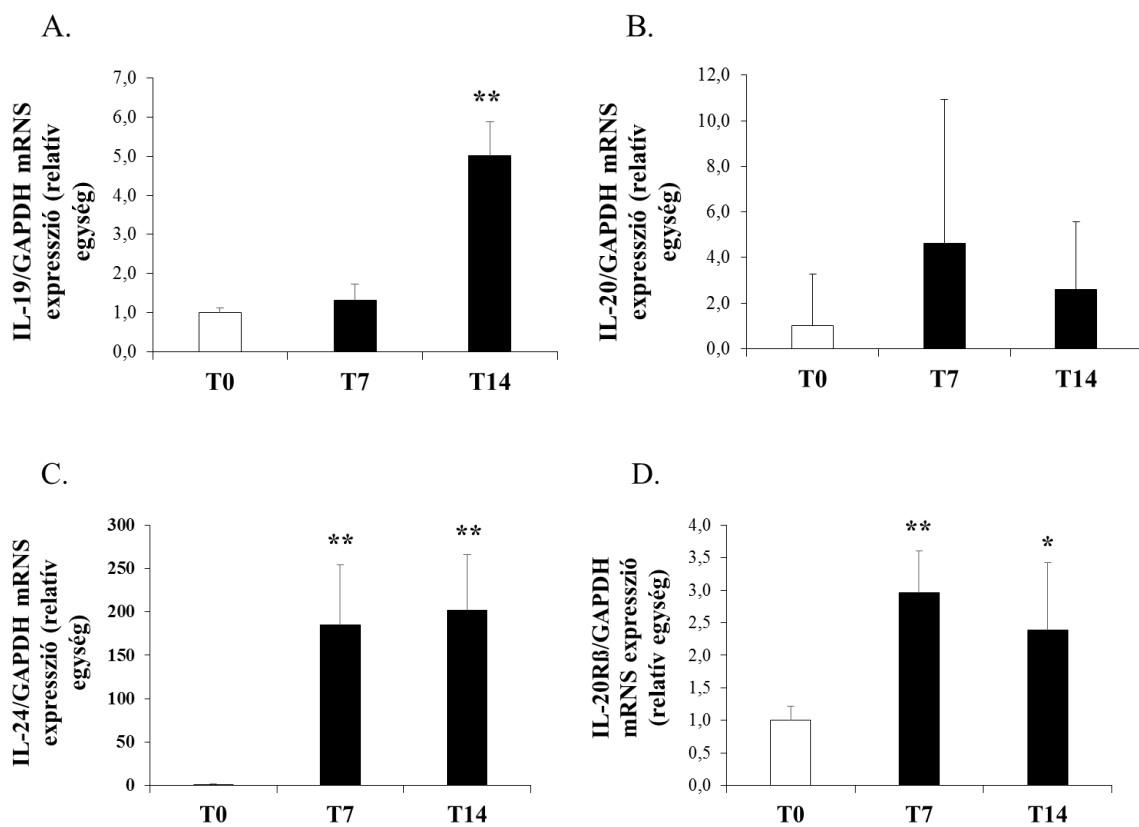 A.
IL-19/GAPDH mRNS
expresszió (relatív
egység)
7,0
6,0
5,0
4,0
3,0
2,0
1,0
0,0
**
T0 T7 T14
B.
IL-20/GAPDH mRNS
expresszió (relatív
egység)
12,0
10,0
8,0
6,0
4,0
2,0
0,0
T0 T7 T14
C.
IL-24/GAPDH mRNS
expresszió (relatív
egység)
300
250
200
150
100
50
0
** **
T0 T7 T14
D.
IL-20Rß/GAPDH
mRNS expresszió
(relatív egység)
4,0
3,5
3,0
2,5
2,0
1,5
1,0
0,5
0,0
** *
T0 T7 T14